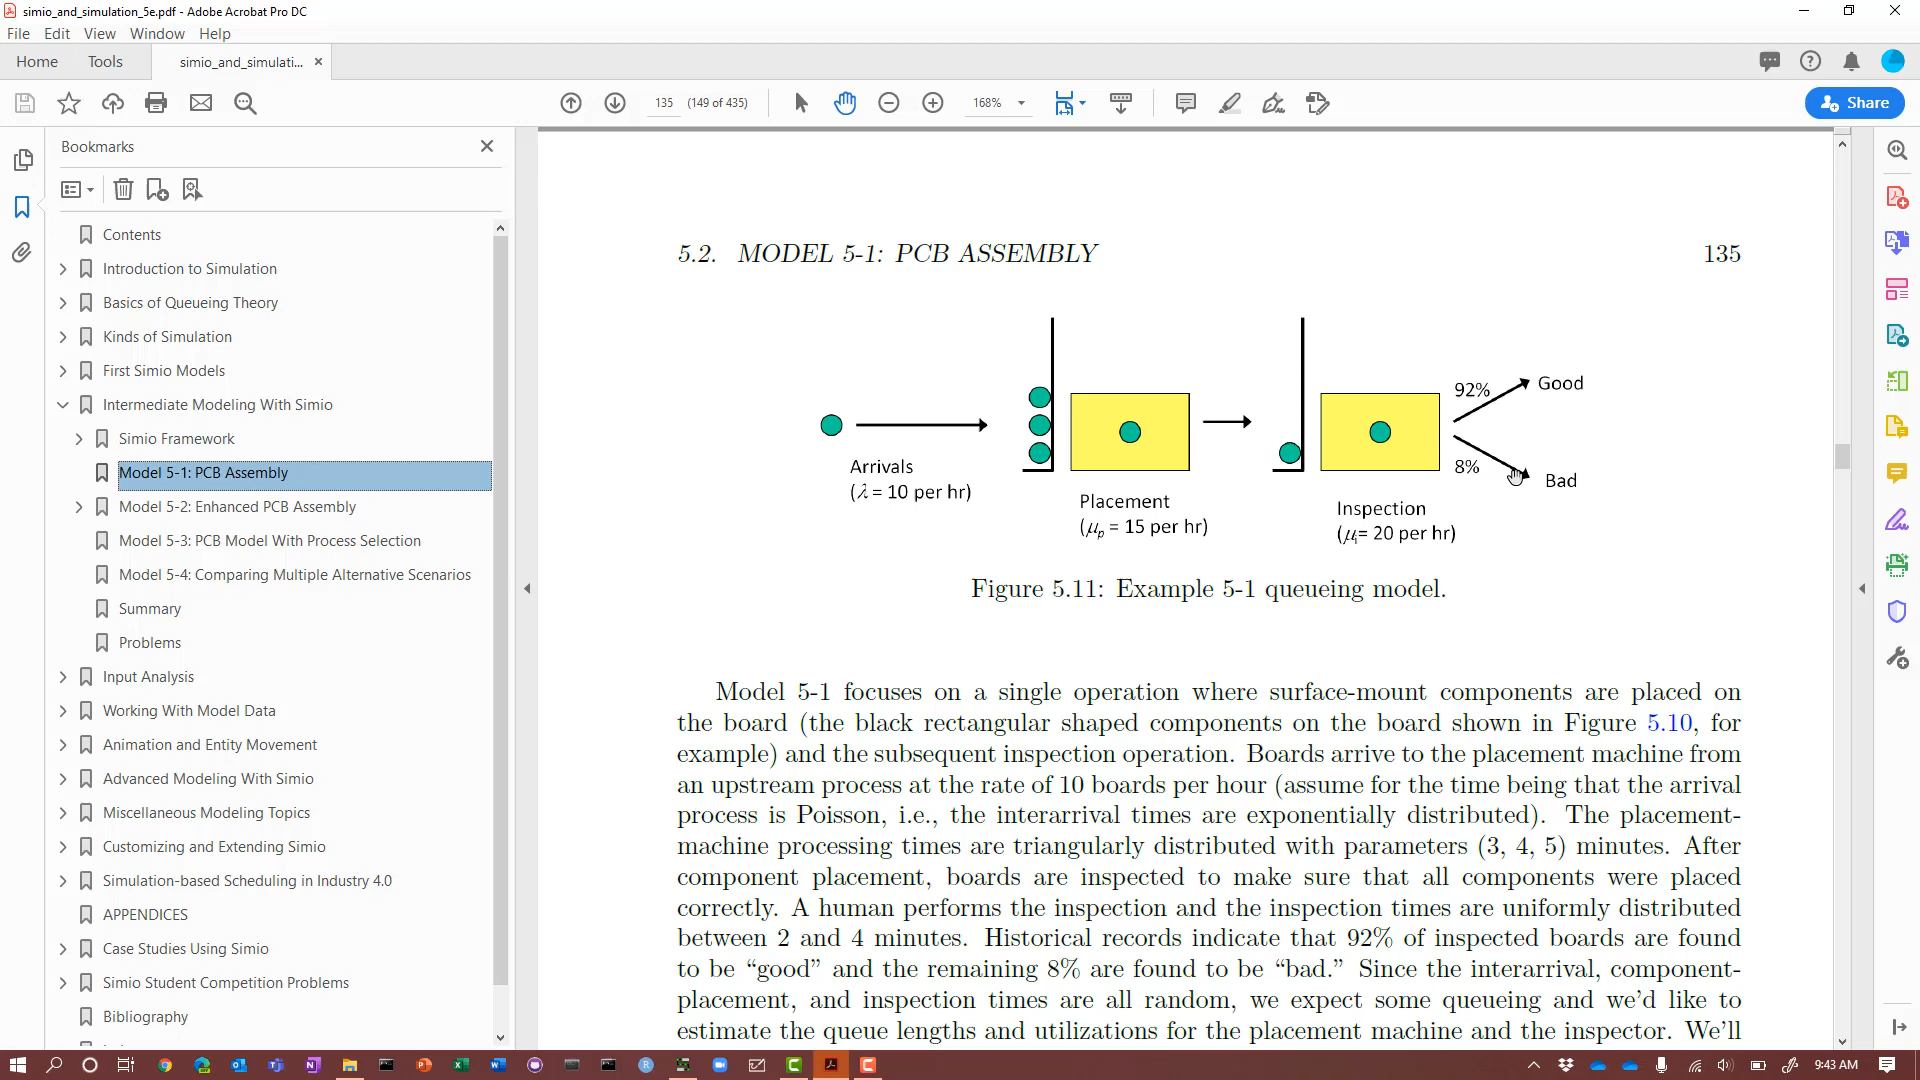 simio_and_simulation_5e.pdf - Adobe Acrobat Pro DC
File Edit View Window Help
Home Tools simio_and_simulati... ×
135 (149 of 435) 168% Share
Bookmarks
Contents
Introduction to Simulation
Basics of Queueing Theory
Kinds of Simulation
First Simio Models
Intermediate Modeling With Simio
Simio Framework
Model 5-1: PCB Assembly
Model 5-2: Enhanced PCB Assembly
Model 5-3: PCB Model With Process Selection
Model 5-4: Comparing Multiple Alternative Scenarios
Summary
Problems
Input Analysis
Working With Model Data
Animation and Entity Movement
Advanced Modeling With Simio
Miscellaneous Modeling Topics
Customizing and Extending Simio
Simulation-based Scheduling in Industry 4.0
APPENDICES
Case Studies Using Simio
Simio Student Competition Problems
Bibliography
5.2. MODEL 5-1: PCB ASSEMBLY 135
92% Good
8% Bad
Arrivals
(λ = 10 per hr)
Placement
(μp = 15 per hr)
Inspection
(μi= 20 per hr)
Figure 5.11: Example 5-1 queueing model.
Model 5-1 focuses on a single operation where surface-mount components are placed on
the board (the black rectangular shaped components on the board shown in Figure 5.10, for
example) and the subsequent inspection operation. Boards arrive to the placement machine from
an upstream process at the rate of 10 boards per hour (assume for the time being that the arrival
process is Poisson, i.e., the interarrival times are exponentially distributed). The placement-
machine processing times are triangularly distributed with parameters (3, 4, 5) minutes. After
component placement, boards are inspected to make sure that all components were placed
correctly. A human performs the inspection and the inspection times are uniformly distributed
between 2 and 4 minutes. Historical records indicate that 92% of inspected boards are found
to be “good” and the remaining 8% are found to be “bad.” Since the interarrival, component-
placement, and inspection times are all random, we expect some queueing and we’d like to
estimate the queue lengths and utilizations for the placement machine and the inspector. We’ll
9:43 AM